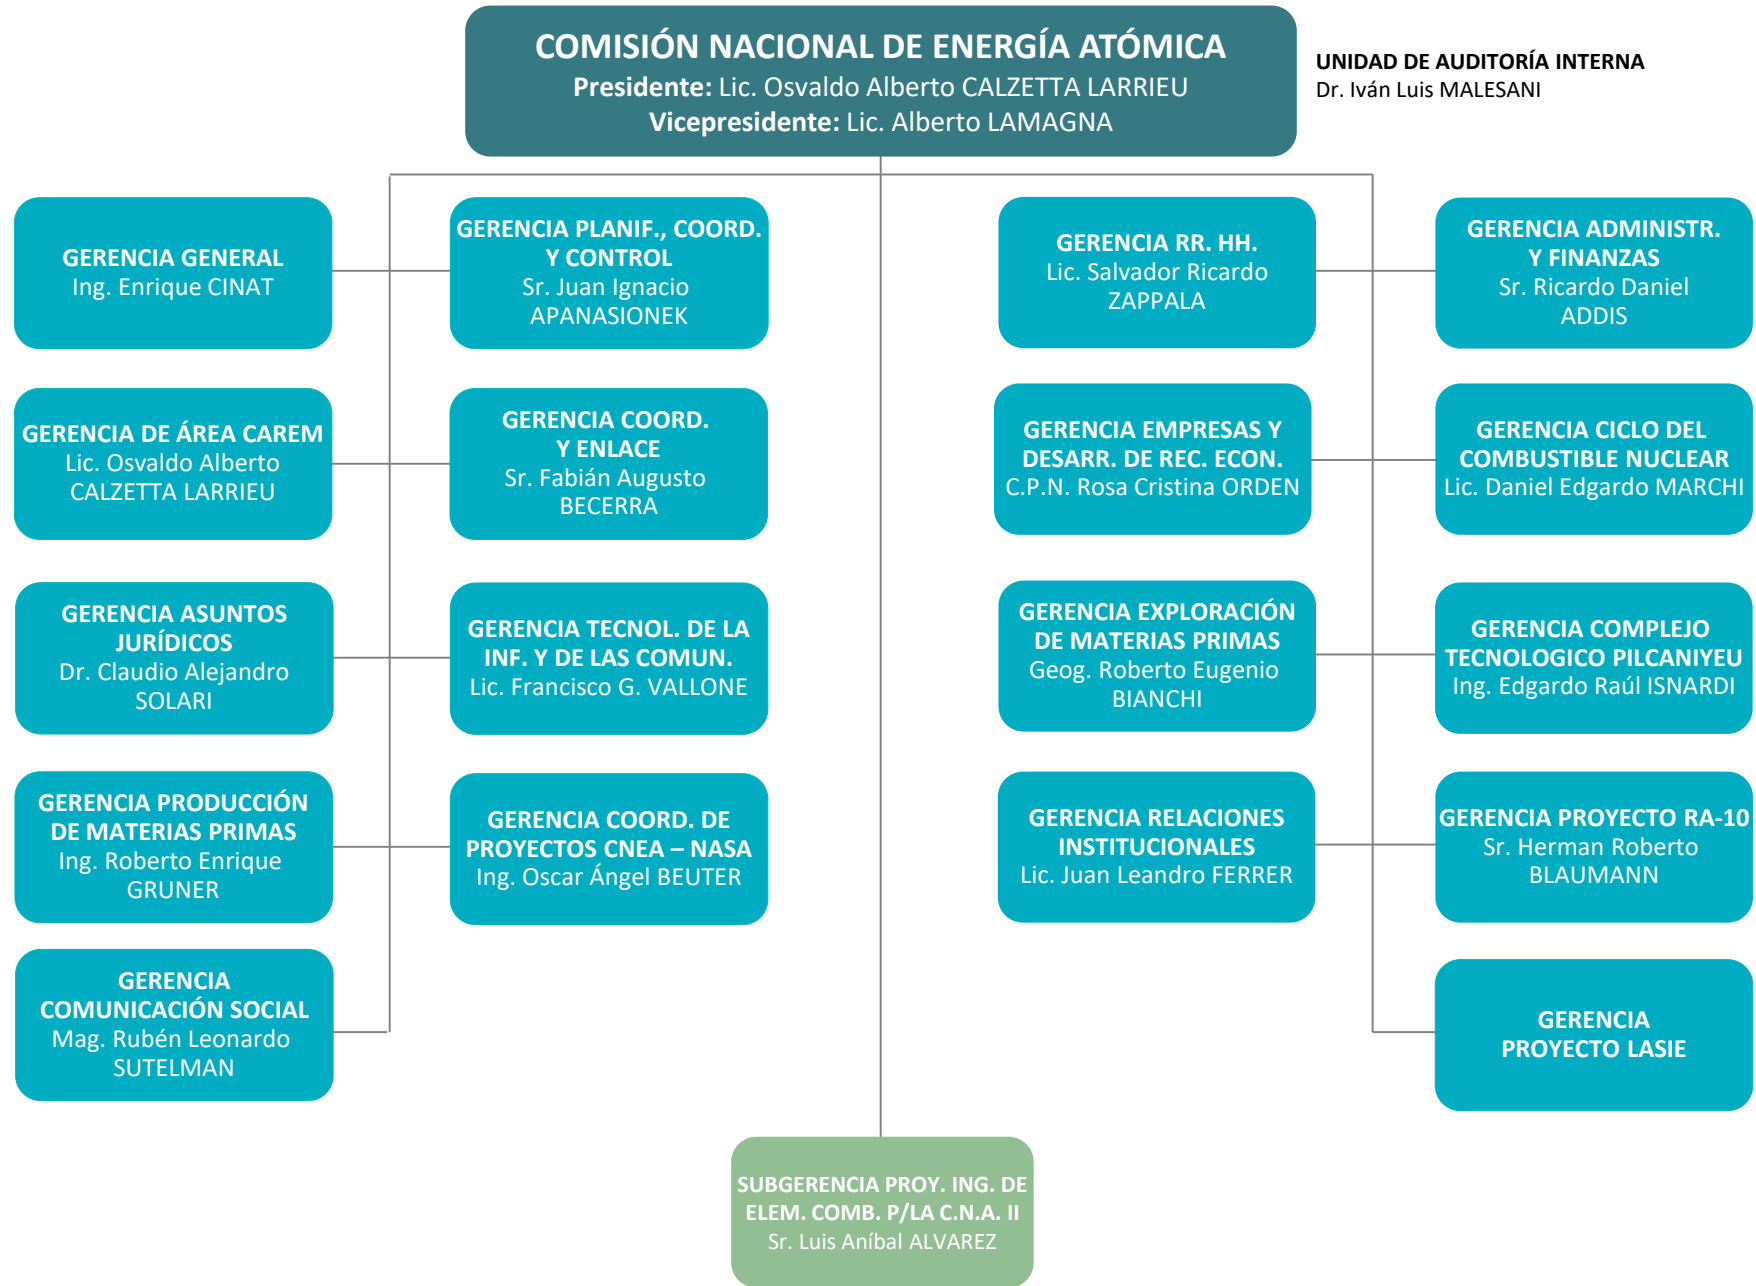 COMISIÓN NACIONAL DE ENERGÍA ATÓMICA
Presidente: Lic. Osvaldo Alberto CALZETTA LARRIEU
Vicepresidente: Lic. Alberto LAMAGNA
UNIDAD DE AUDITORÍA INTERNA
Dr. Iván Luis MALESANI
GERENCIA GENERAL
Ing. Enrique CINAT
GERENCIA PLANIF., COORD.
Y CONTROL
Sr. Juan Ignacio
APANASIONEK
GERENCIA RR. HH.
Lic. Salvador Ricardo
ZAPPALA
GERENCIA ADMINISTR.
Y FINANZAS
Sr. Ricardo Daniel
ADDIS
GERENCIA DE ÁREA CAREM
Lic. Osvaldo Alberto
CALZETTA LARRIEU
GERENCIA COORD.
Y ENLACE
Sr. Fabián Augusto
BECERRA
GERENCIA EMPRESAS Y
DESARR. DE REC. ECON.
C.P.N. Rosa Cristina ORDEN
GERENCIA CICLO DEL
COMBUSTIBLE NUCLEAR
Lic. Daniel Edgardo MARCHI
GERENCIA ASUNTOS
JURÍDICOS
Dr. Claudio Alejandro
SOLARI
GERENCIA TECNOL. DE LA
INF. Y DE LAS COMUN.
Lic. Francisco G. VALLONE
GERENCIA EXPLORACIÓN
DE MATERIAS PRIMAS
Geog. Roberto Eugenio
BIANCHI
GERENCIA COMPLEJO
TECNOLOGICO PILCANIYEU
Ing. Edgardo Raúl ISNARDI
GERENCIA PRODUCCIÓN
DE MATERIAS PRIMAS
Ing. Roberto Enrique
GRUNER
GERENCIA COORD. DE
PROYECTOS CNEA – NASA
Ing. Oscar Ángel BEUTER
GERENCIA RELACIONES
INSTITUCIONALES
Lic. Juan Leandro FERRER
GERENCIA PROYECTO RA-10
Sr. Herman Roberto
BLAUMANN
GERENCIA
COMUNICACIÓN SOCIAL
Mag. Rubén Leonardo
SUTELMAN
GERENCIA
PROYECTO LASIE
SUBGERENCIA PROY. ING. DE
ELEM. COMB. P/LA C.N.A. II
Sr. Luis Aníbal ALVAREZ